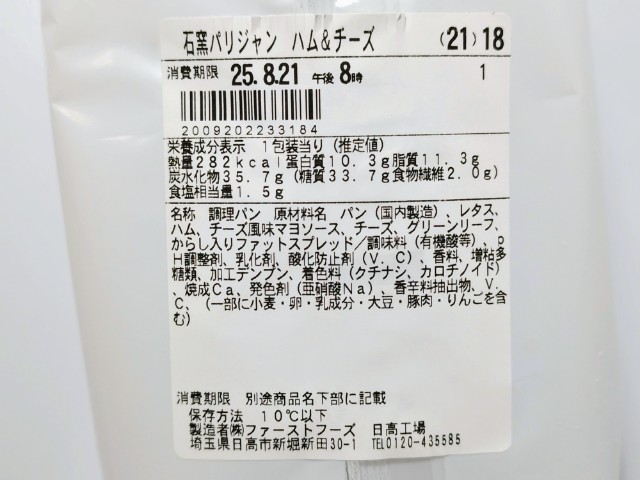 石窯パリジャン ハム&チーズ (21)18
消費期限 25.8.21 午後8時 1
2009202233184
栄養成分表示 1包装当り(推定値)
熱量282kcal蛋白質10.3g脂質11.3g
炭水化物35.7g(糖質33.7g食物繊維2.0g)
食塩相当量1.5g
名称 調理パン 原材料名 パン(国内製造)、レタス、
ハム、チーズ風味マヨソース、チーズ、グリーンリーフ、
からし入りファットスプレッド/調味料(有機酸等)、p
H調整剤、乳化剤、酸化防止剤(V.C)、香料、増粘多
糖類、加工デンプン、着色料(クチナシ、カロチノイド)
、焼成Ca、発色剤(亜硝酸Na)、香辛料抽出物、V.
C、(一部に小麦・卵・乳成分・大豆・豚肉・りんごを含
む)
消費期限 別途商品名下部に記載
保存方法 10℃以下
製造者㈱ファーストフーズ 日高工場
埼玉県日高市新堀新田30-1 TEL0120-435585